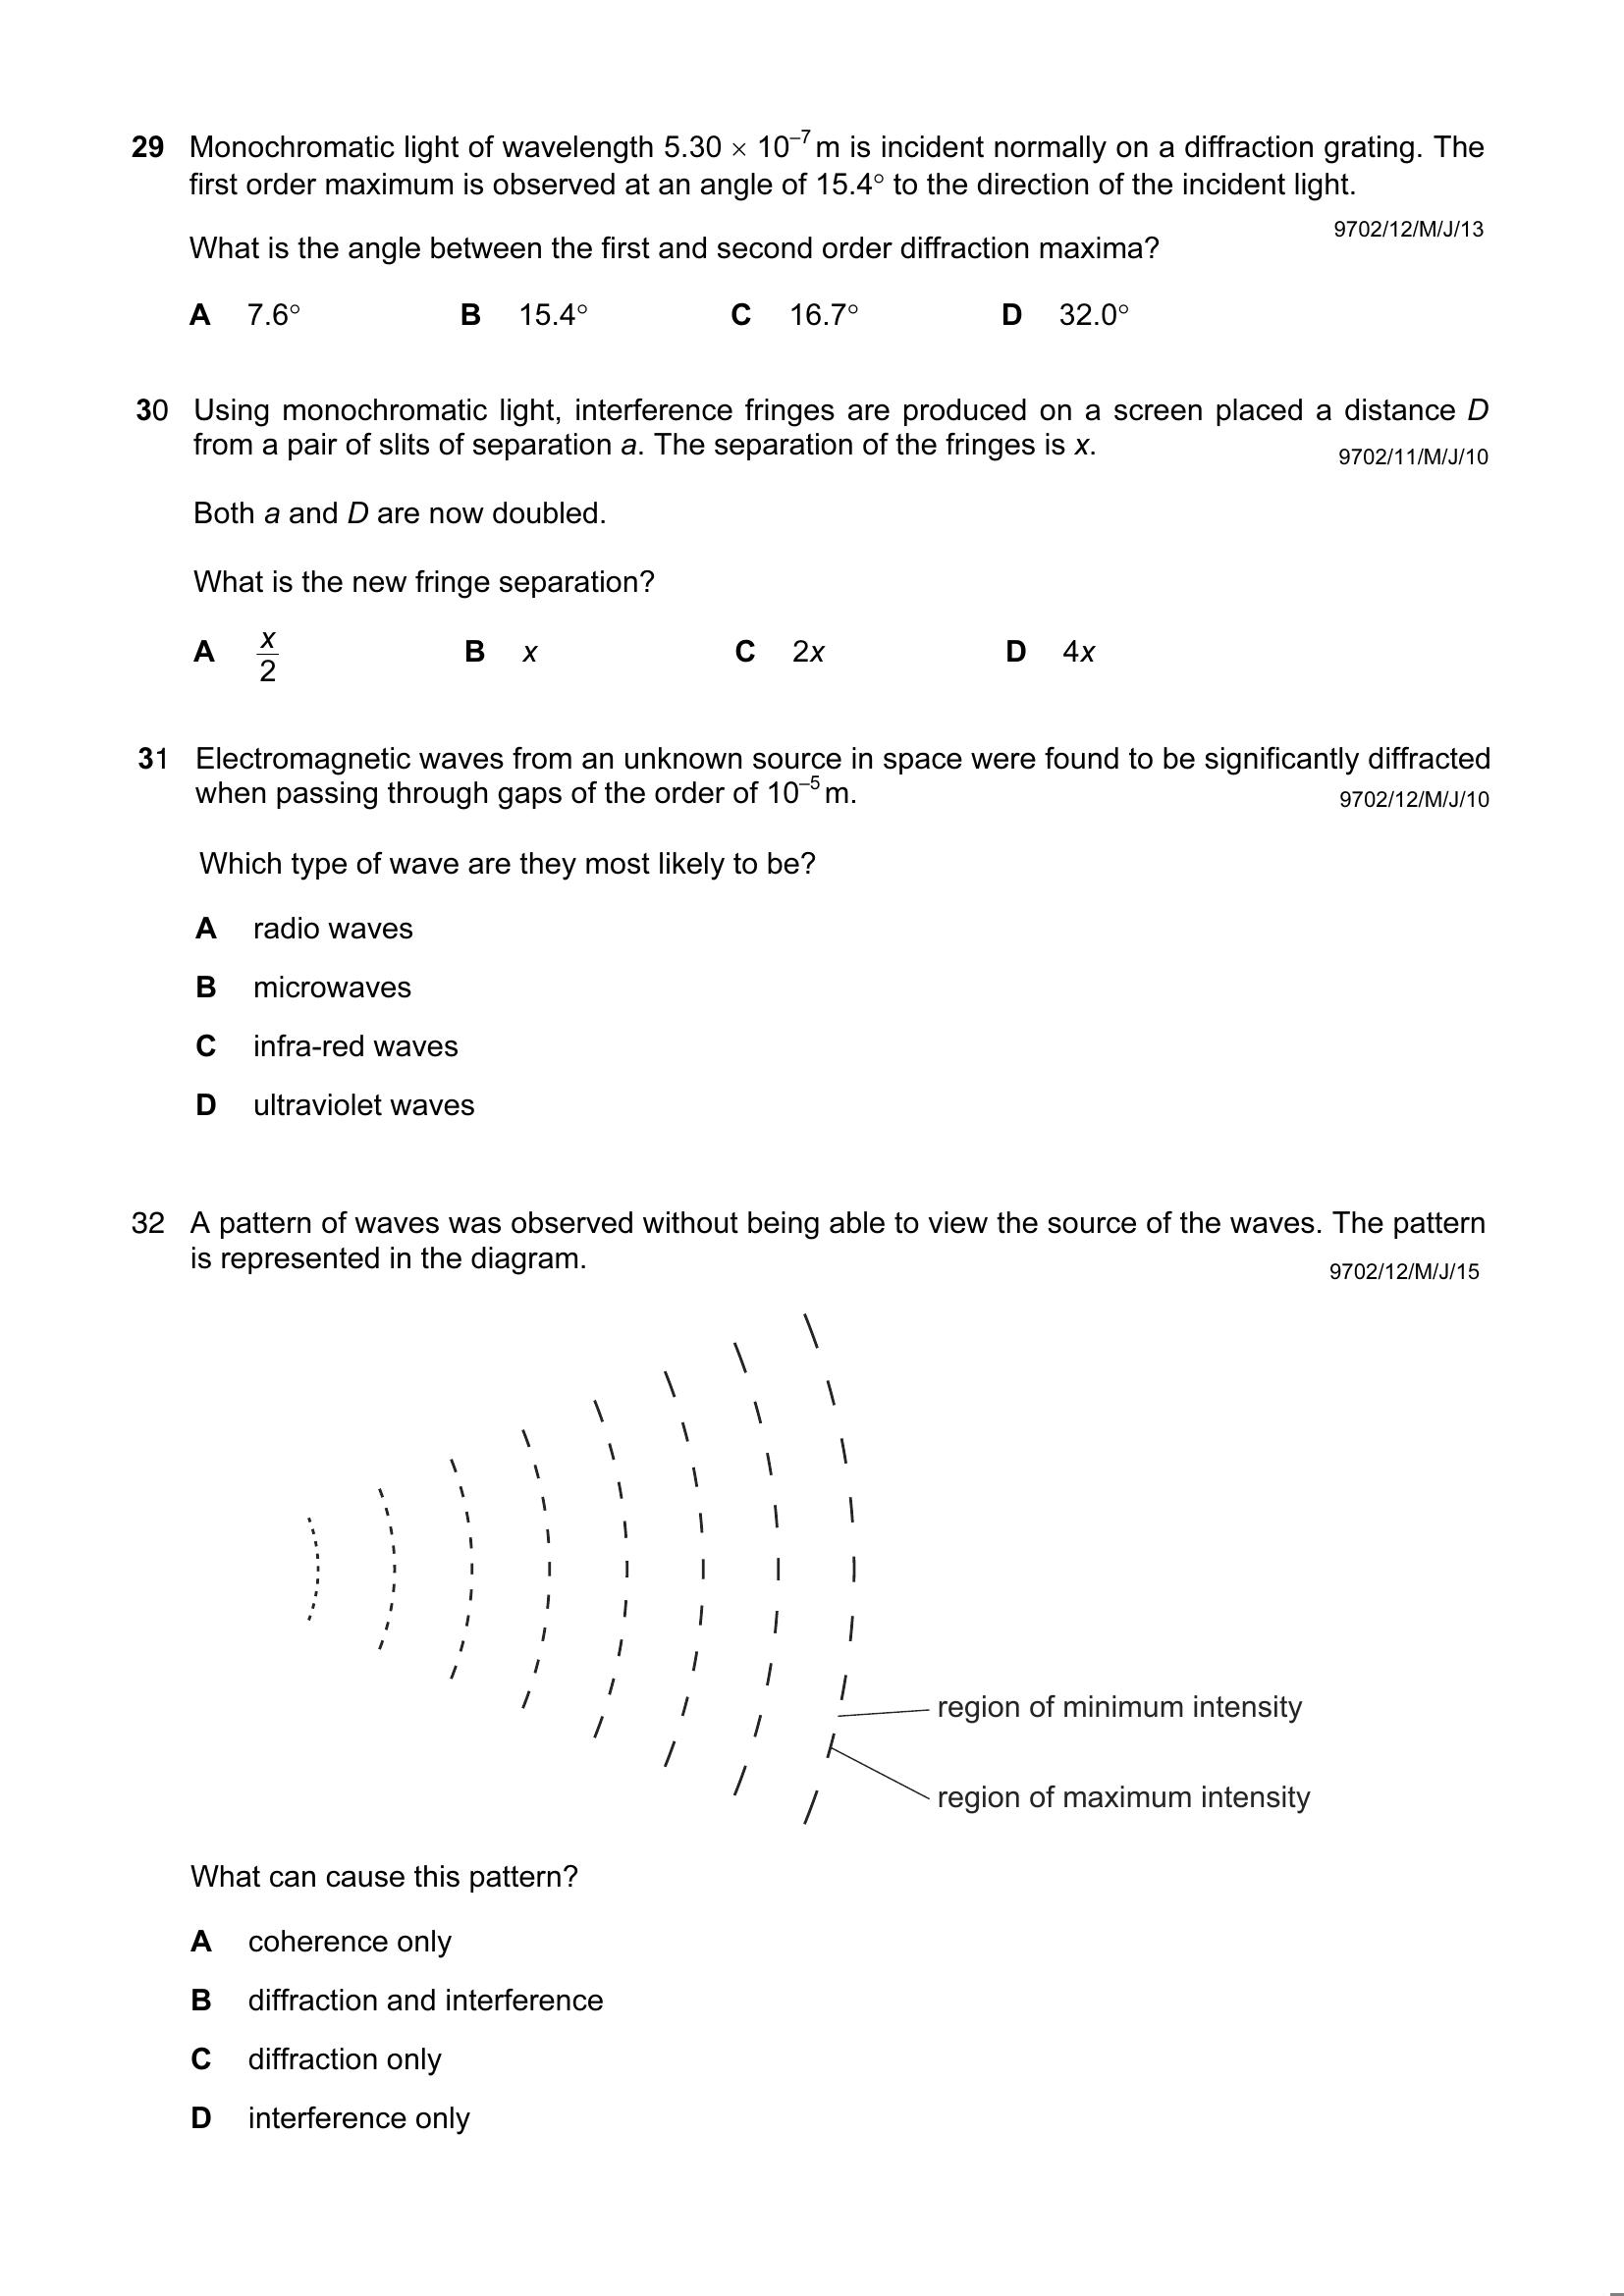 29 Monochromatic light of wavelength 5.30 × 10⁻⁷ m is incident normally on a diffraction grating. The
first order maximum is observed at an angle of 15.4° to the direction of the incident light.
9702/12/M/J/13
What is the angle between the first and second order diffraction maxima?
A 7.6° B 15.4° C 16.7° D 32.0°
30 Using monochromatic light, interference fringes are produced on a screen placed a distance D
from a pair of slits of separation a. The separation of the fringes is x.
9702/11/M/J/10
Both a and D are now doubled.
What is the new fringe separation?
A x/2 B x C 2x D 4x
31 Electromagnetic waves from an unknown source in space were found to be significantly diffracted
when passing through gaps of the order of 10⁻⁵ m.
9702/12/M/J/10
Which type of wave are they most likely to be?
A radio waves
B microwaves
C infra-red waves
D ultraviolet waves
32 A pattern of waves was observed without being able to view the source of the waves. The pattern
is represented in the diagram.
9702/12/M/J/15
region of minimum intensity
region of maximum intensity
What can cause this pattern?
A coherence only
B diffraction and interference
C diffraction only
D interference only